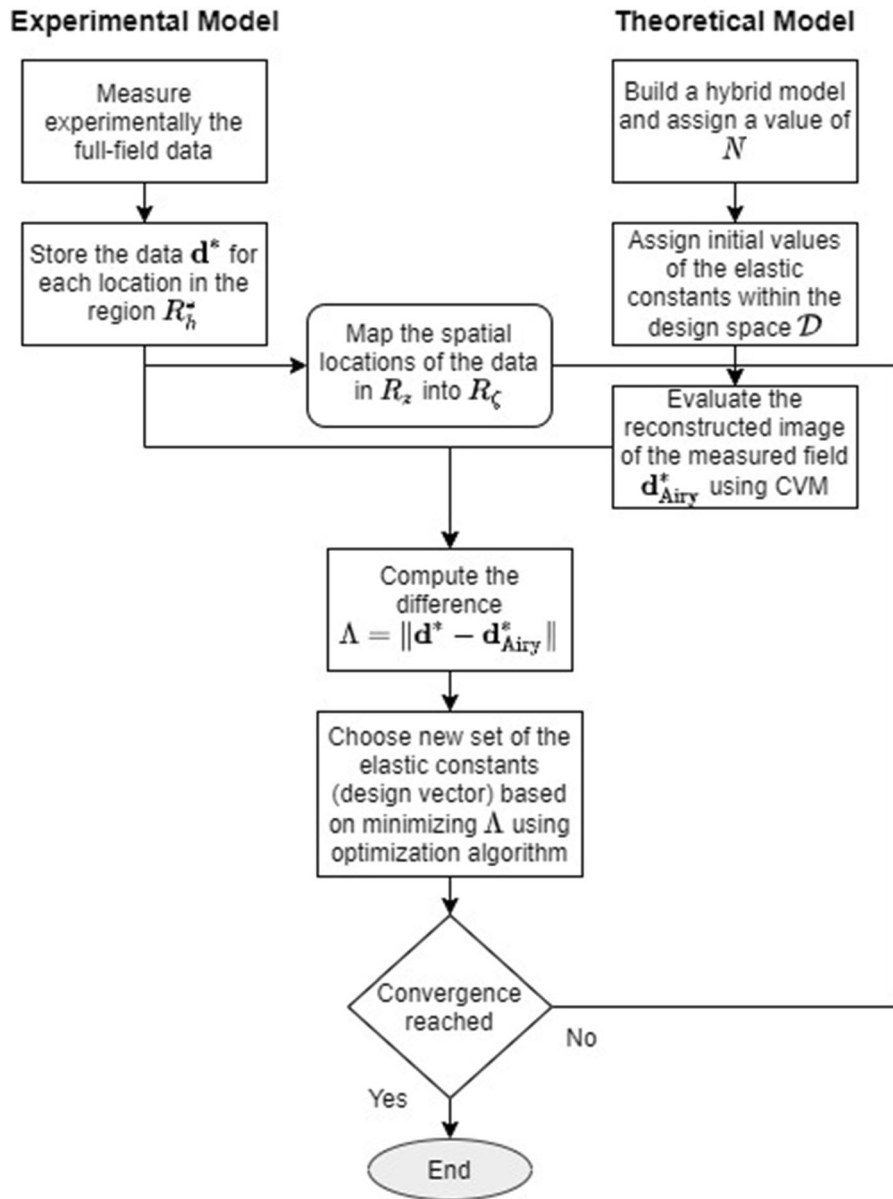 Experimental Model
Theoretical Model
Measure
experimentally the
full-field data
Build a hybrid model
and assign a value of
N
Store the data d* for
each location in the
region R*ₕ
Assign initial values
of the elastic
constants within the
design space 𝒟
Map the spatial
locations of the data
in R_z into R_ζ
Evaluate the
reconstructed image
of the measured field
d*_Airy using CVM
Compute the
difference
Λ = ‖d* − d*_Airy‖
Choose new set of the
elastic constants
(design vector) based
on minimizing Λ using
optimization algorithm
Convergence
reached
No
Yes
End